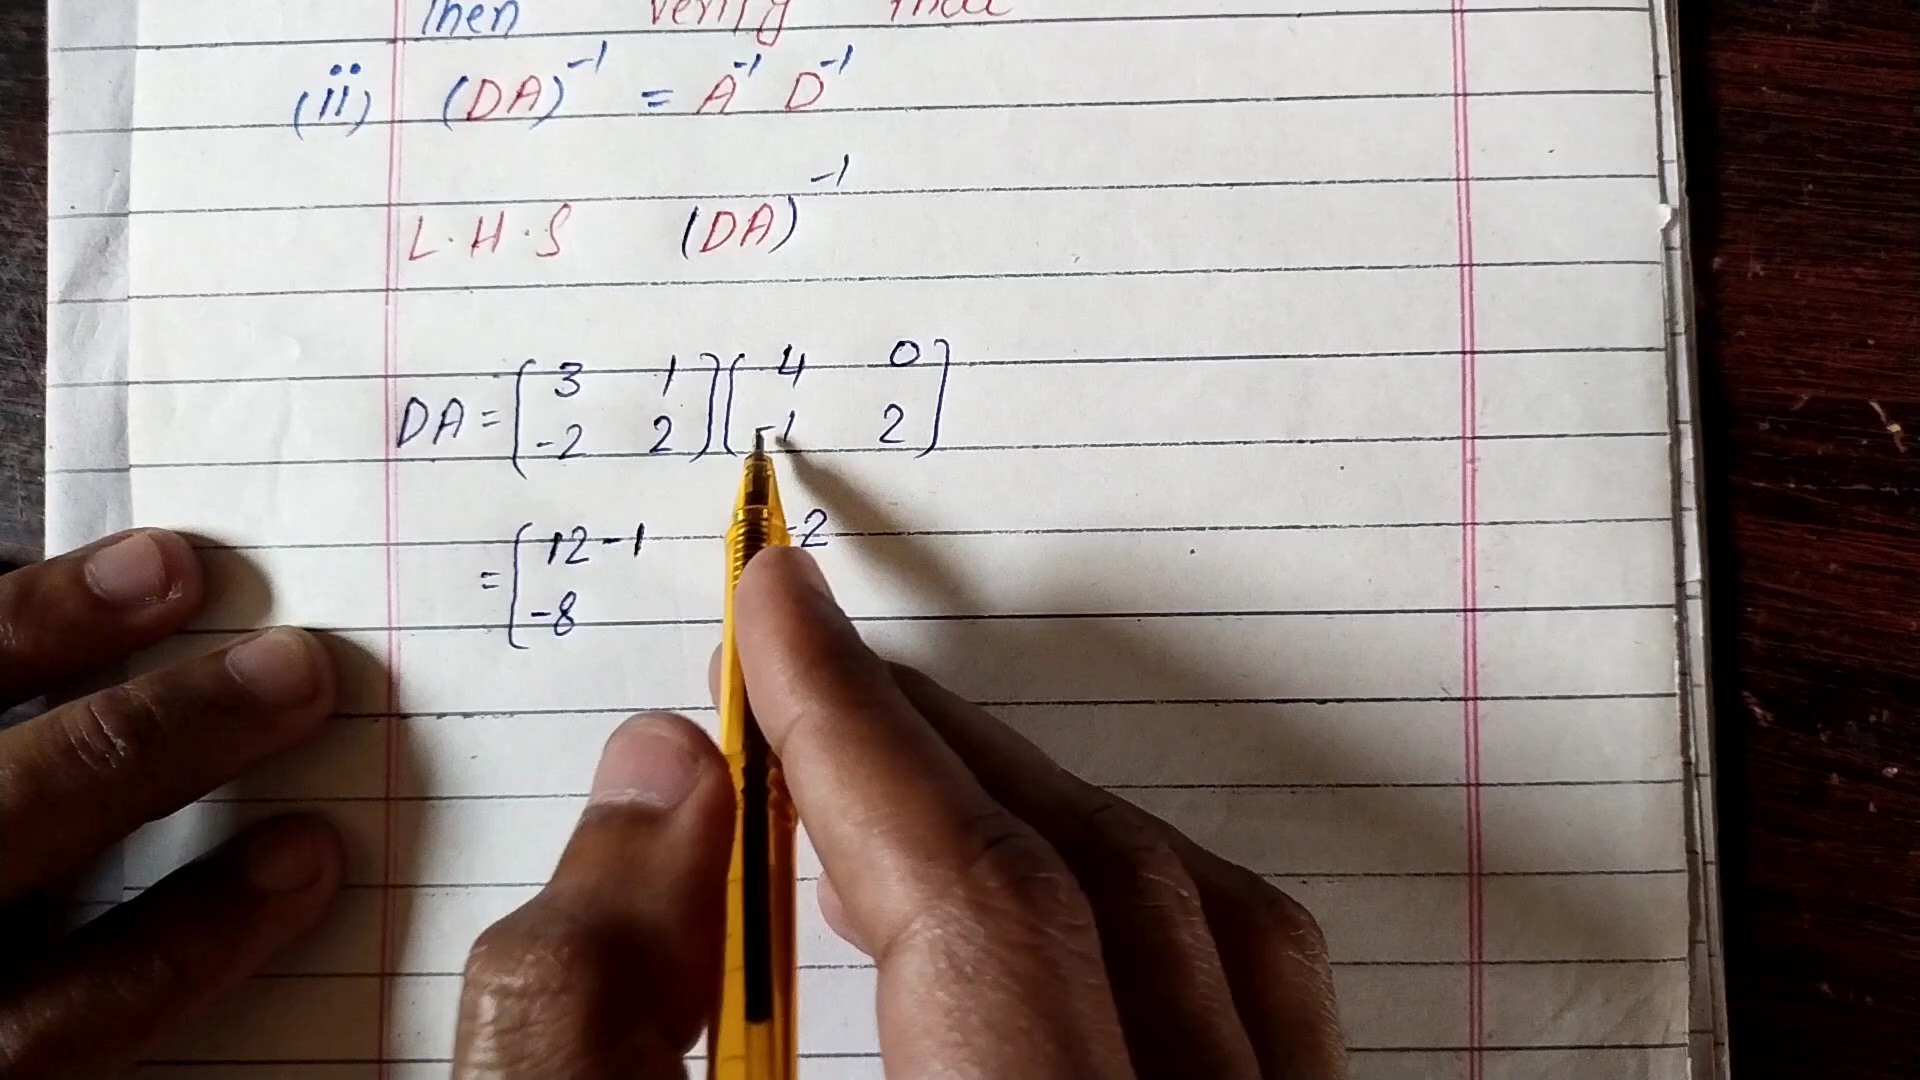 Then verify that
(ii) (DA)⁻¹ = A⁻¹ D⁻¹
L.H.S (DA)⁻¹
DA = [3 1
-2 2] [4 0
-1 2]
= [12-1 -2
-8